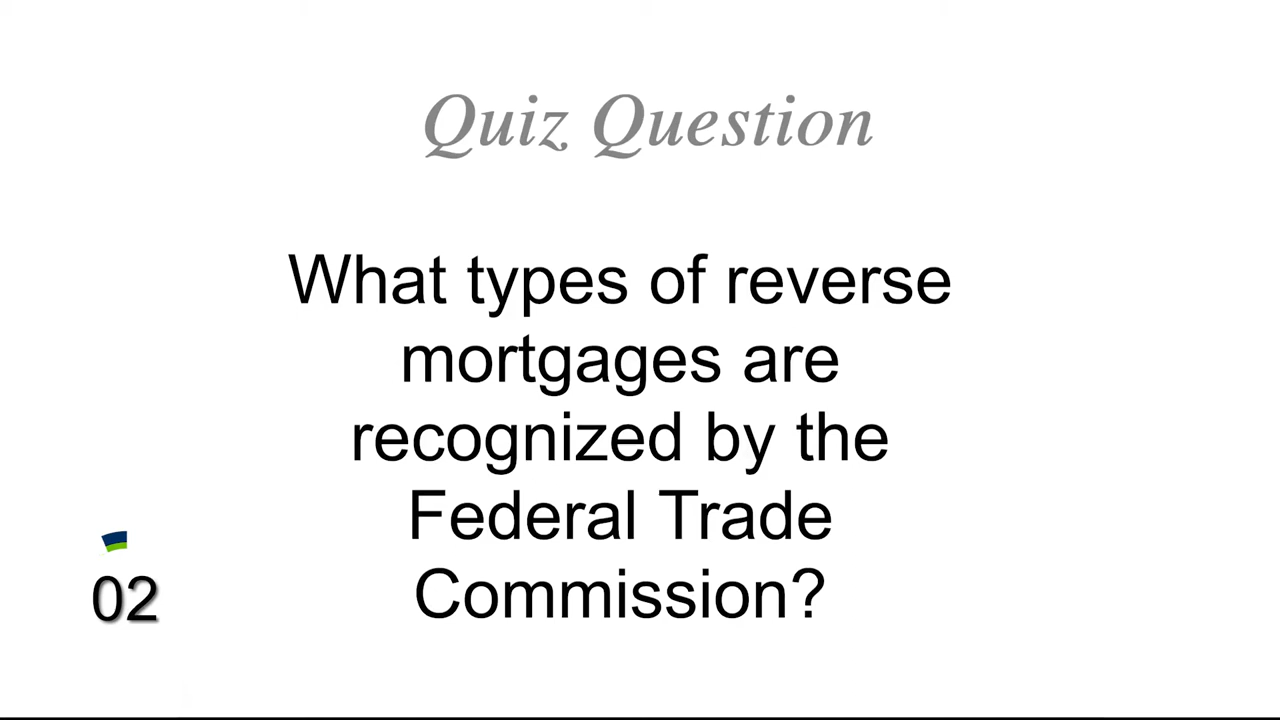 Quiz Question
What types of reverse
mortgages are
recognized by the
Federal Trade
Commission?
02